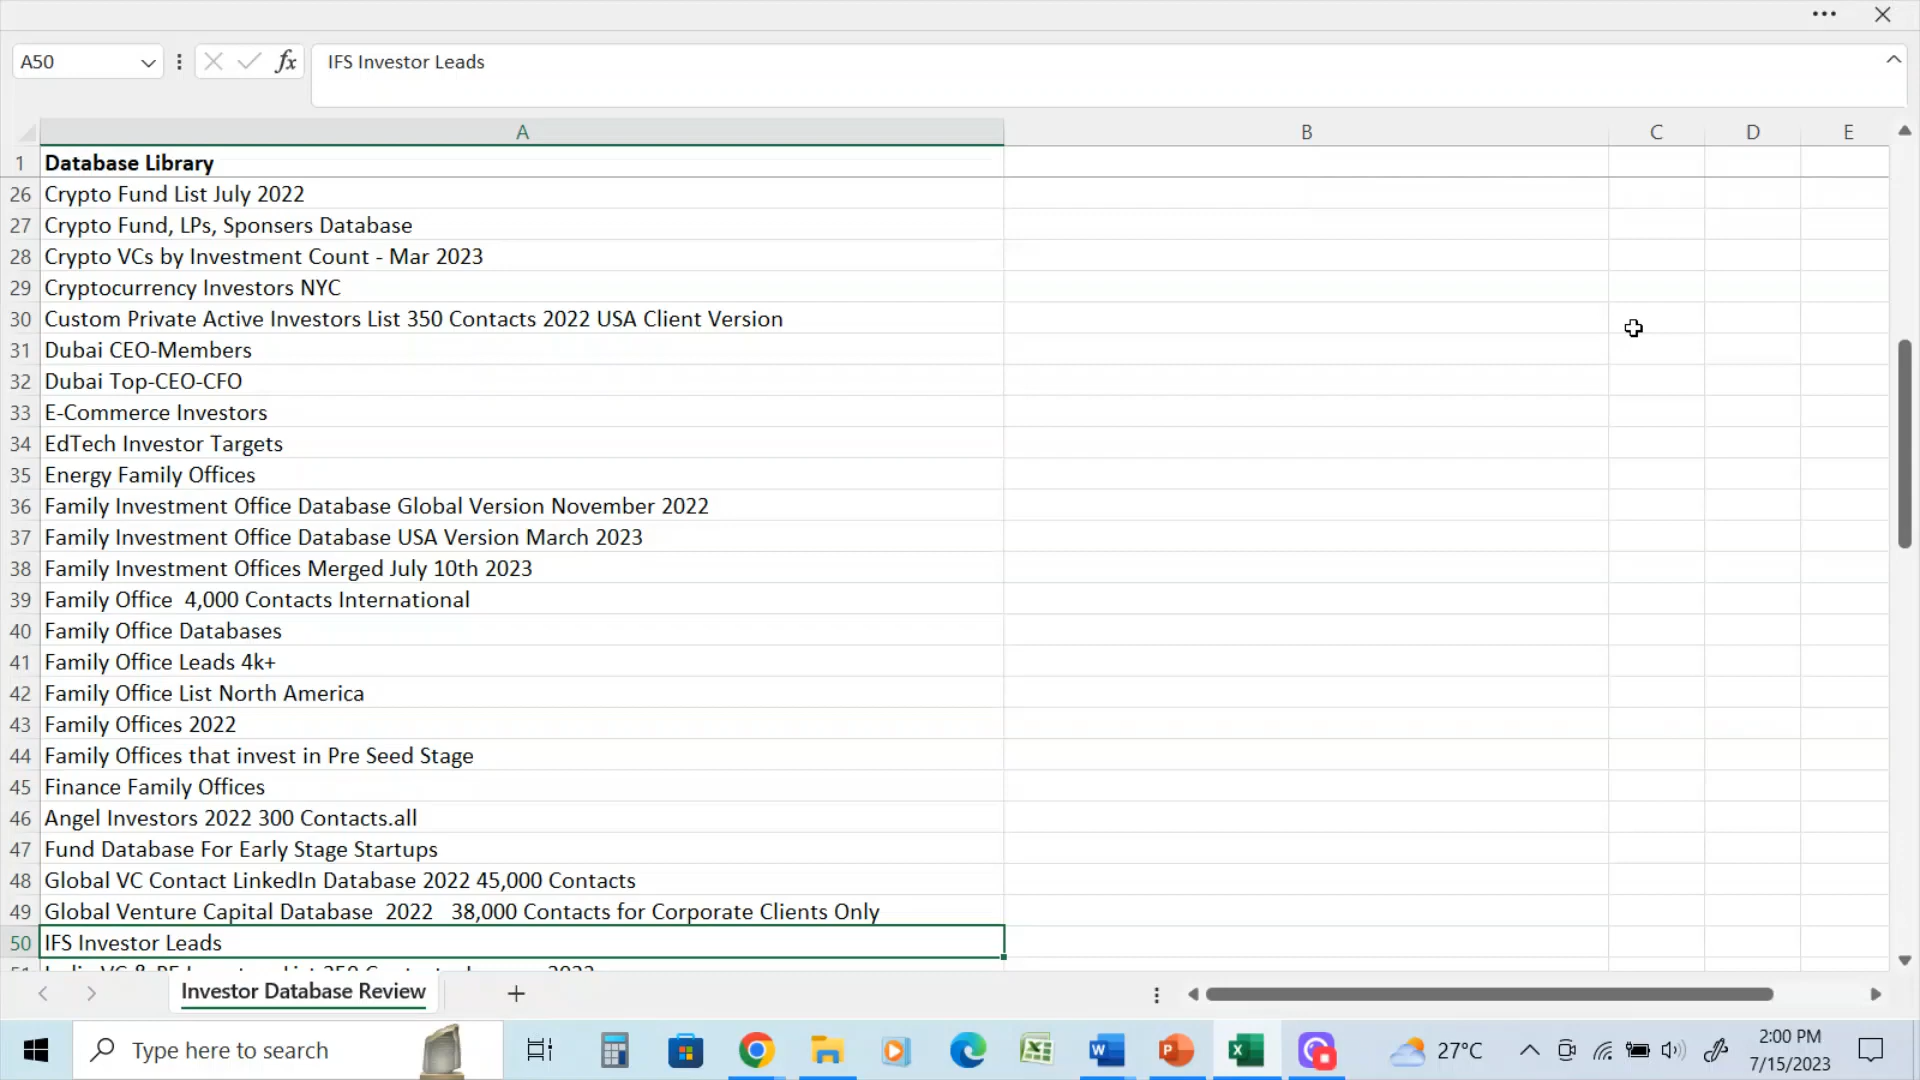 A50
fx
IFS Investor Leads
A B C D E
1 Database Library
26 Crypto Fund List July 2022
27 Crypto Fund, LPs, Sponsers Database
28 Crypto VCs by Investment Count - Mar 2023
29 Cryptocurrency Investors NYC
30 Custom Private Active Investors List 350 Contacts 2022 USA Client Version
31 Dubai CEO-Members
32 Dubai Top-CEO-CFO
33 E-Commerce Investors
34 EdTech Investor Targets
35 Energy Family Offices
36 Family Investment Office Database Global Version November 2022
37 Family Investment Office Database USA Version March 2023
38 Family Investment Offices Merged July 10th 2023
39 Family Office  4,000 Contacts International
40 Family Office Databases
41 Family Office Leads 4k+
42 Family Office List North America
43 Family Offices 2022
44 Family Offices that invest in Pre Seed Stage
45 Finance Family Offices
46 Angel Investors 2022 300 Contacts.all
47 Fund Database For Early Stage Startups
48 Global VC Contact LinkedIn Database 2022 45,000 Contacts
49 Global Venture Capital Database  2022   38,000 Contacts for Corporate Clients Only
50 IFS Investor Leads
Investor Database Review
Type here to search
27°C
2:00 PM
7/15/2023